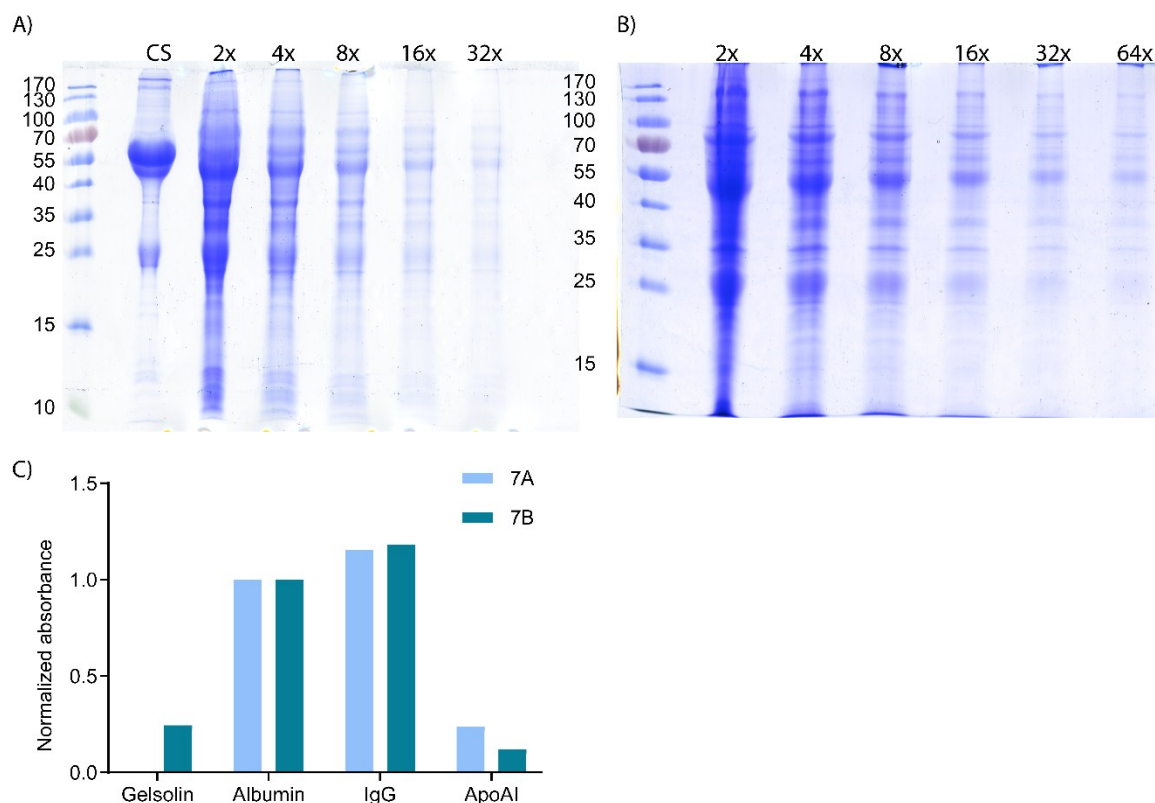 A)
CS 2x 4x 8x 16x 32x
170
130
100
70
55
40
35
25
15
10
B)
2x 4x 8x 16x 32x 64x
170
130
100
70
55
40
35
25
15
C)
7A
7B
Normalized absorbance
1.5
1.0
0.5
0.0
Gelsolin Albumin IgG ApoAI